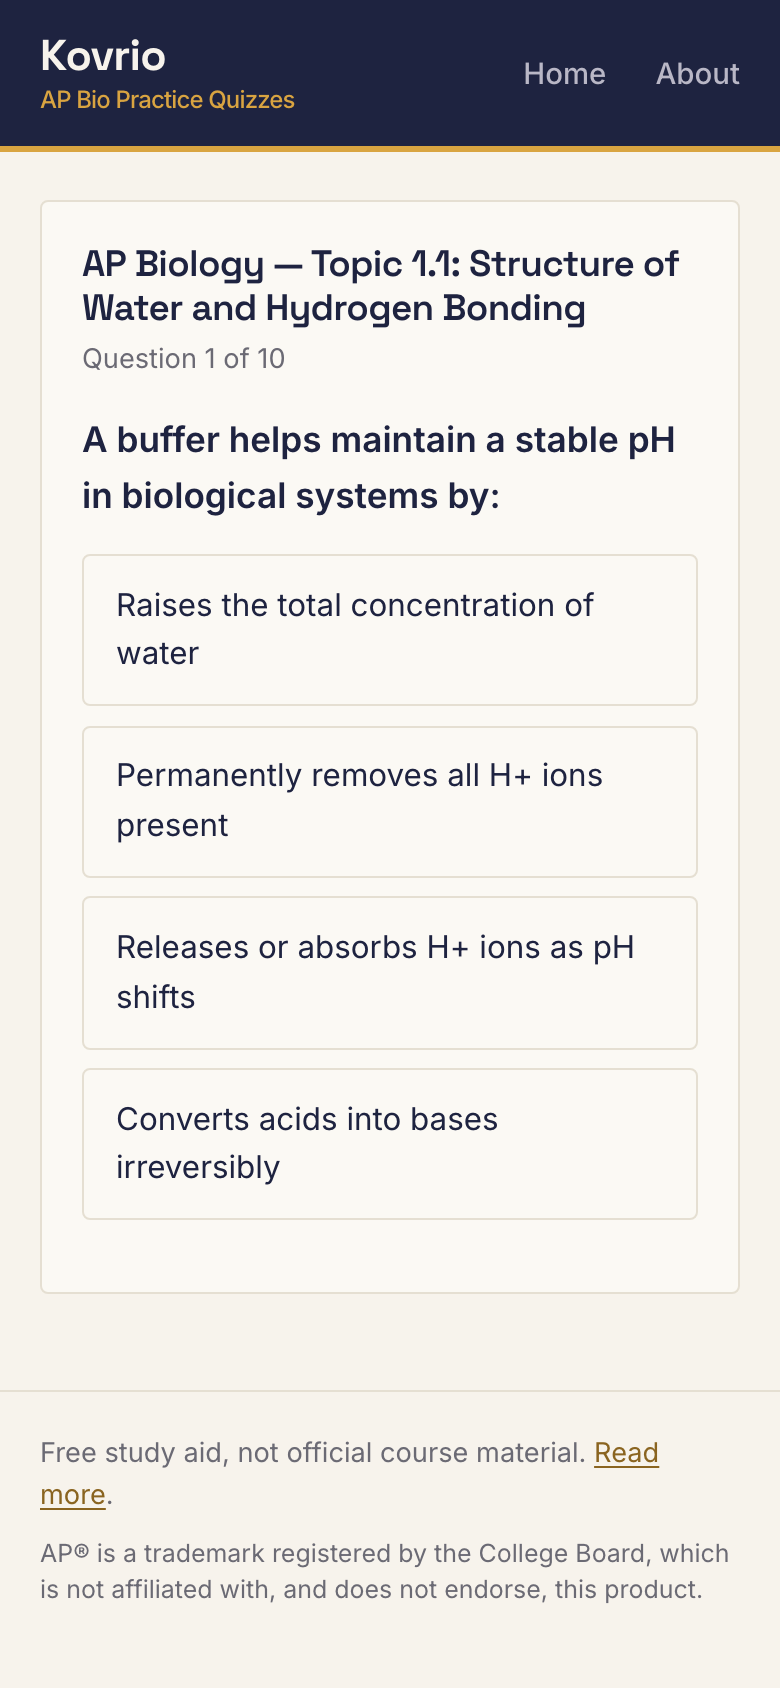 Kovrio
AP Bio Practice Quizzes
Home
About
AP Biology — Topic 1.1: Structure of
Water and Hydrogen Bonding
Question 1 of 10
A buffer helps maintain a stable pH
in biological systems by:
Raises the total concentration of
water
Permanently removes all H+ ions
present
Releases or absorbs H+ ions as pH
shifts
Converts acids into bases
irreversibly
Free study aid, not official course material. Read
more.
AP® is a trademark registered by the College Board, which
is not affiliated with, and does not endorse, this product.